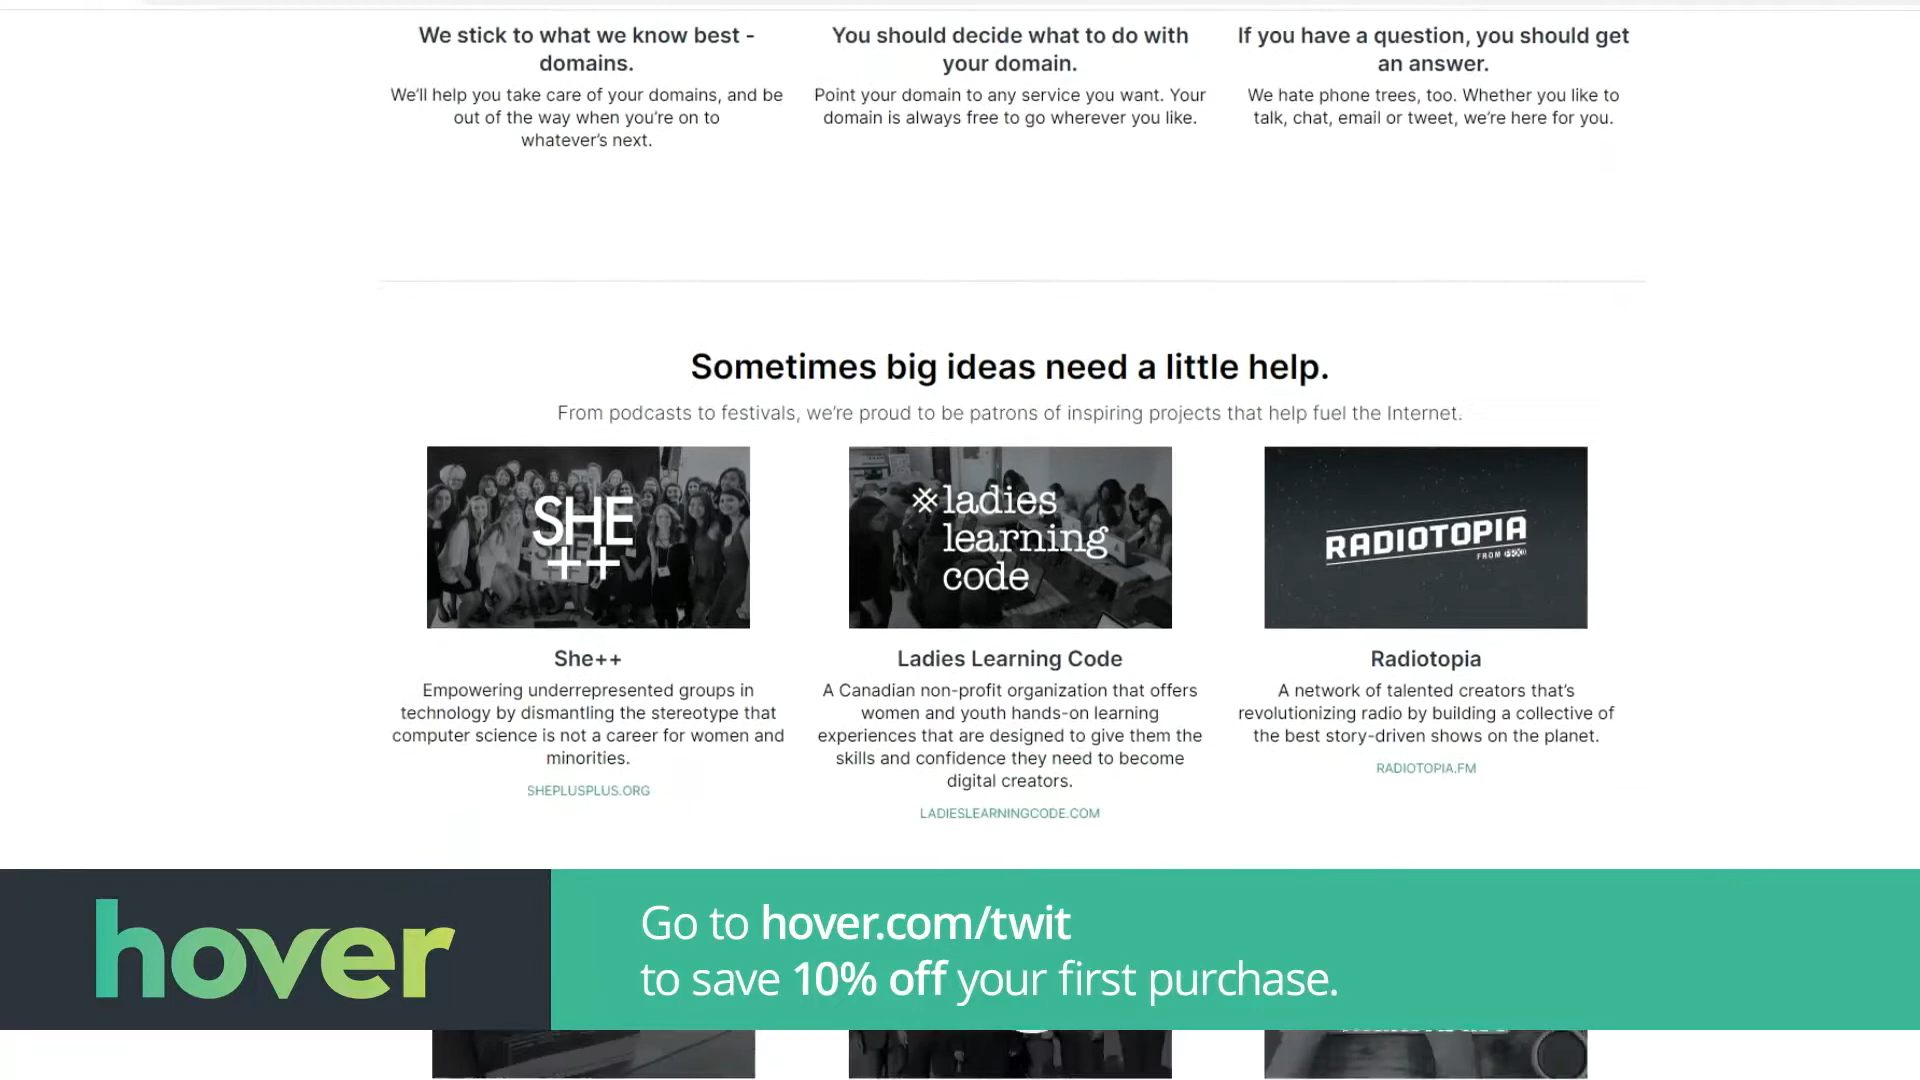 We stick to what we know best -
domains.
We'll help you take care of your domains, and be
out of the way when you're on to
whatever's next.
You should decide what to do with
your domain.
Point your domain to any service you want. Your
domain is always free to go wherever you like.
If you have a question, you should get
an answer.
We hate phone trees, too. Whether you like to
talk, chat, email or tweet, we're here for you.
Sometimes big ideas need a little help.
From podcasts to festivals, we're proud to be patrons of inspiring projects that help fuel the Internet.
SHE
++
She++
Empowering underrepresented groups in
technology by dismantling the stereotype that
computer science is not a career for women and
minorities.
SHEPLUSPLUS.ORG
ladies
learning
code
Ladies Learning Code
A Canadian non-profit organization that offers
women and youth hands-on learning
experiences that are designed to give them the
skills and confidence they need to become
digital creators.
LADIESLEARNINGCODE.COM
RADIOTOPIA
FROM
Radiotopia
A network of talented creators that's
revolutionizing radio by building a collective of
the best story-driven shows on the planet.
RADIOTOPIA.FM
hover
Go to hover.com/twit
to save 10% off your first purchase.